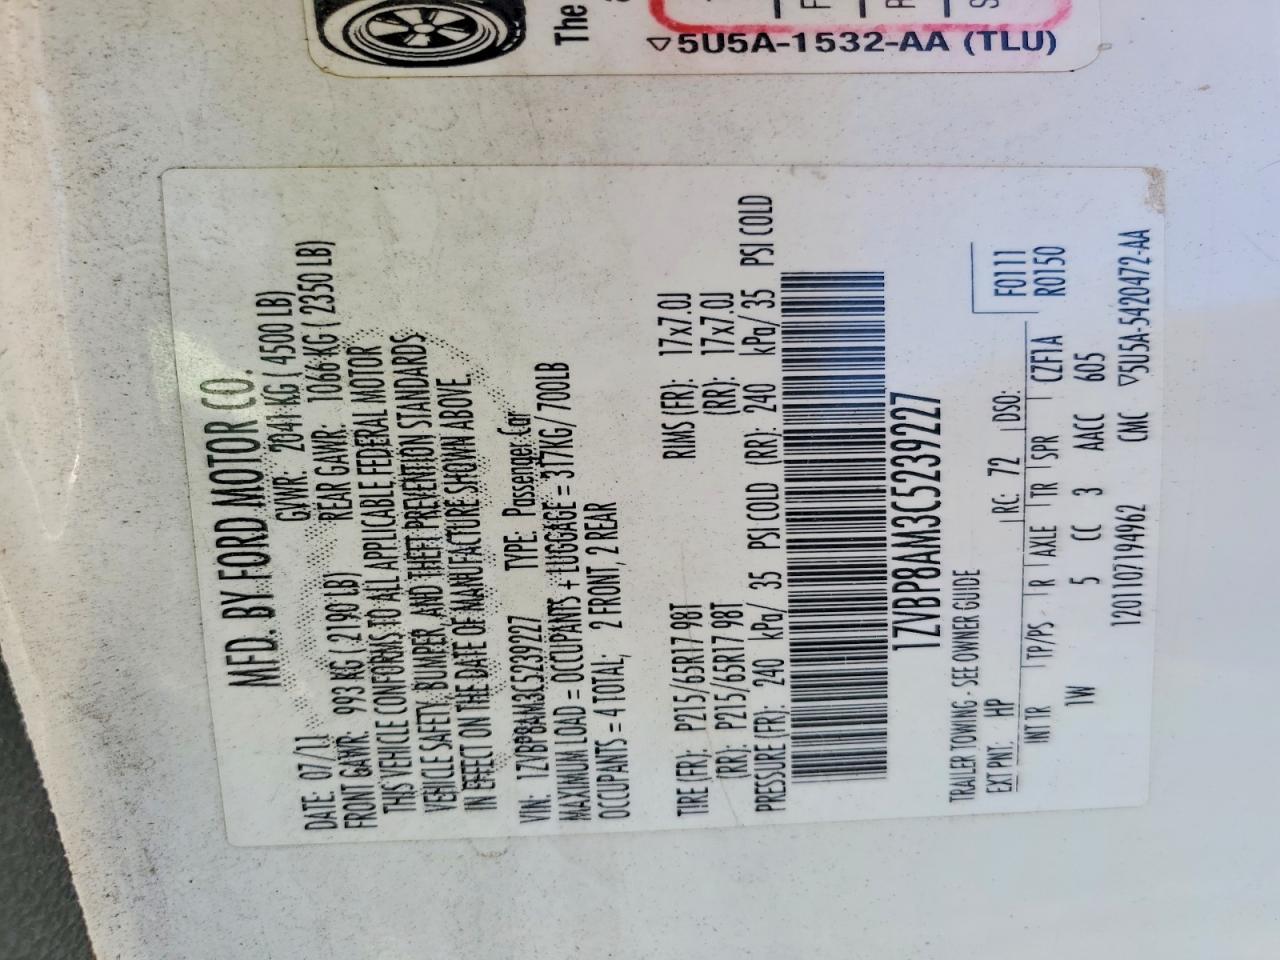 The
5U5A-1532-AA (TLU)
MFD. BY FORD MOTOR CO.
DATE: 07/11 GVWR: 2041 KG ( 4500 LB)
FRONT GAWR: 993 KG ( 2190 LB) REAR GAWR: 1066 KG ( 2350 LB)
THIS VEHICLE CONFORMS TO ALL APPLICABLE FEDERAL MOTOR
VEHICLE SAFETY, BUMPER, AND THEFT PREVENTION STANDARDS
IN EFFECT ON THE DATE OF MANUFACTURE SHOWN ABOVE.
VIN: 1ZVBP8AM3C5239227 TYPE: Passenger Car
MAXIMUM LOAD = OCCUPANTS + LUGGAGE = 317KG/ 700LB
OCCUPANTS = 4 TOTAL; 2 FRONT, 2 REAR
TIRE (FR): P215/65R17 98T RIMS (FR): 17x7.0J
(RR): P215/65R17 98T (RR): 17x7.0J
PRESSURE (FR): 240 kPa/ 35 PSI COLD (RR): 240 kPa/ 35 PSI COLD
1ZVBP8AM3C5239227
TRAILER TOWING - SEE OWNER GUIDE F0111
EXT PNT: HP RC: 72 DSO: R0150
INT TR TP/PS R AXLE TR SPR CZF1A
1W 5 CC 3 AACC 605
1201107194962 CMC ▽5U5A-5420472-AA